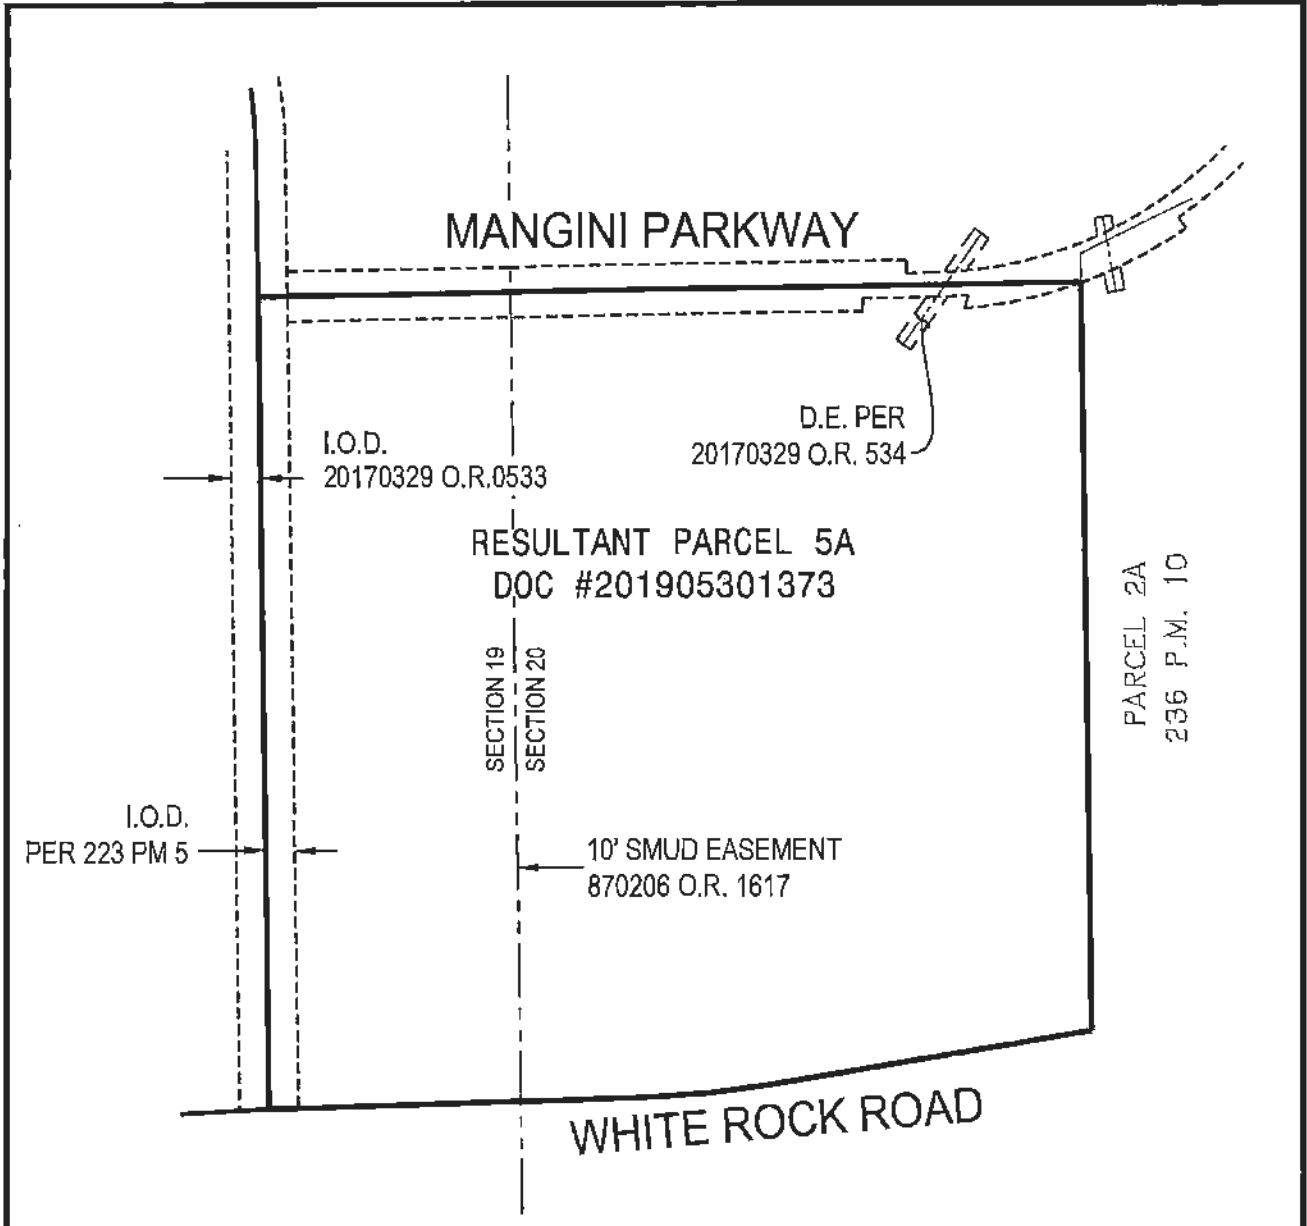 MANGINI PARKWAY
D.E. PER
20170329 O.R. 534
I.O.D.
20170329 O.R.0533
RESULTANT PARCEL 5A
DOC #201905301373
PARCEL 2A
236 P.M. 10
SECTION 19
SECTION 20
I.O.D.
PER 223 PM 5
10' SMUD EASEMENT
870206 O.R. 1617
WHITE ROCK ROAD